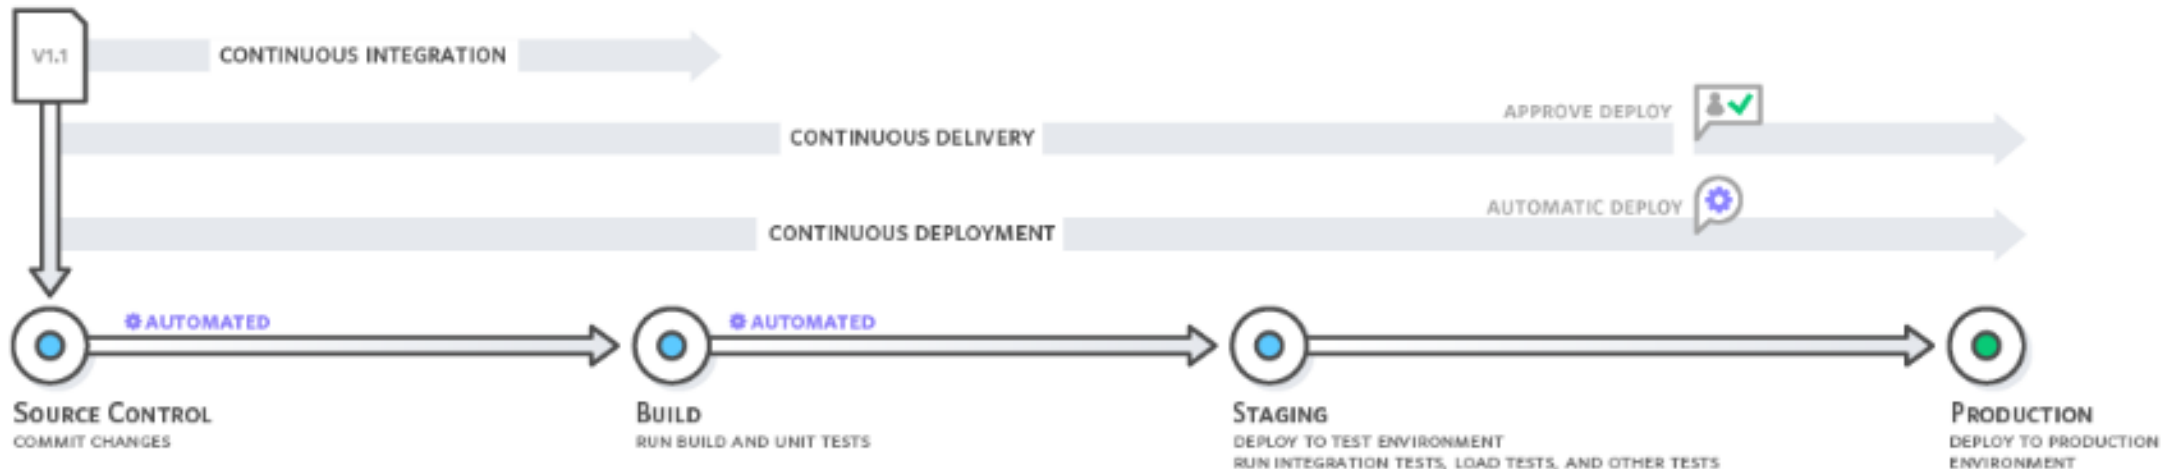 V1.1
CONTINUOUS INTEGRATION
APPROVE DEPLOY
CONTINUOUS DELIVERY
AUTOMATIC DEPLOY
CONTINUOUS DEPLOYMENT
AUTOMATED
AUTOMATED
SOURCE CONTROL
COMMIT CHANGES
BUILD
RUN BUILD AND UNIT TESTS
STAGING
DEPLOY TO TEST ENVIRONMENT
RUN INTEGRATION TESTS, LOAD TESTS, AND OTHER TESTS
PRODUCTION
DEPLOY TO PRODUCTION
ENVIRONMENT